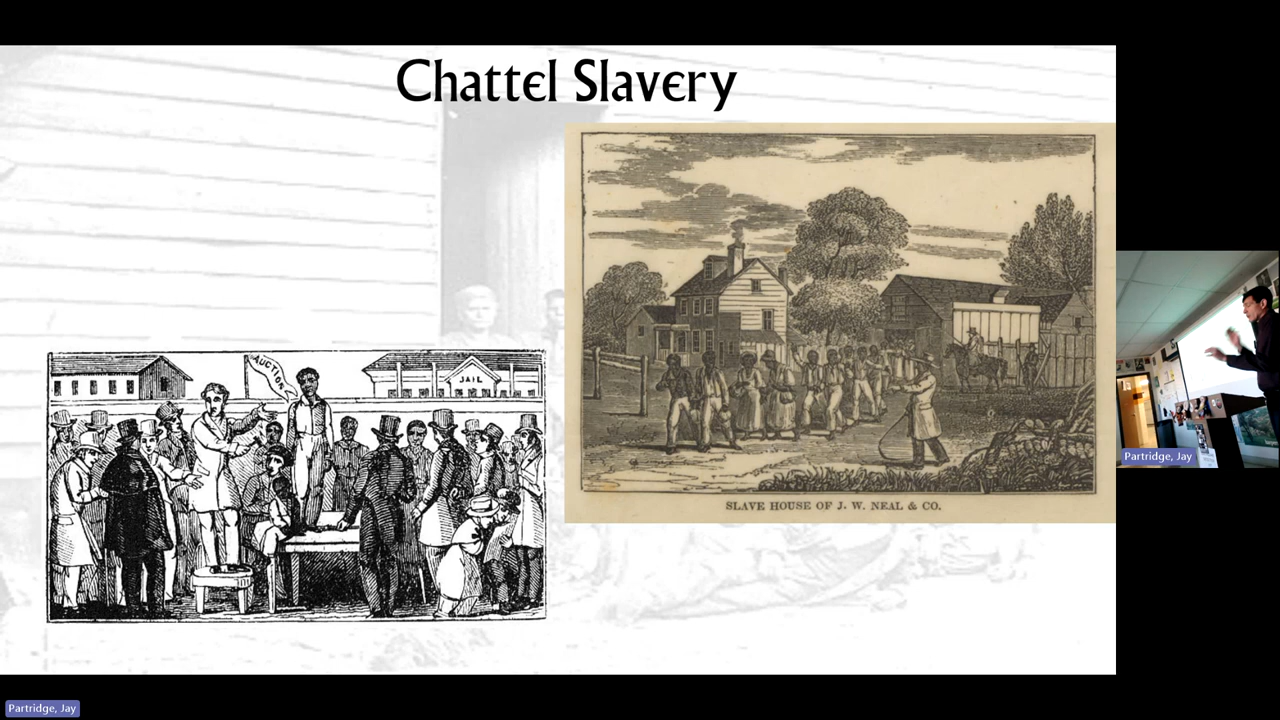 Chattel Slavery
AUCTION
JAIL
SLAVE HOUSE OF J. W. NEAL & CO.
Partridge, Jay
Partridge, Jay